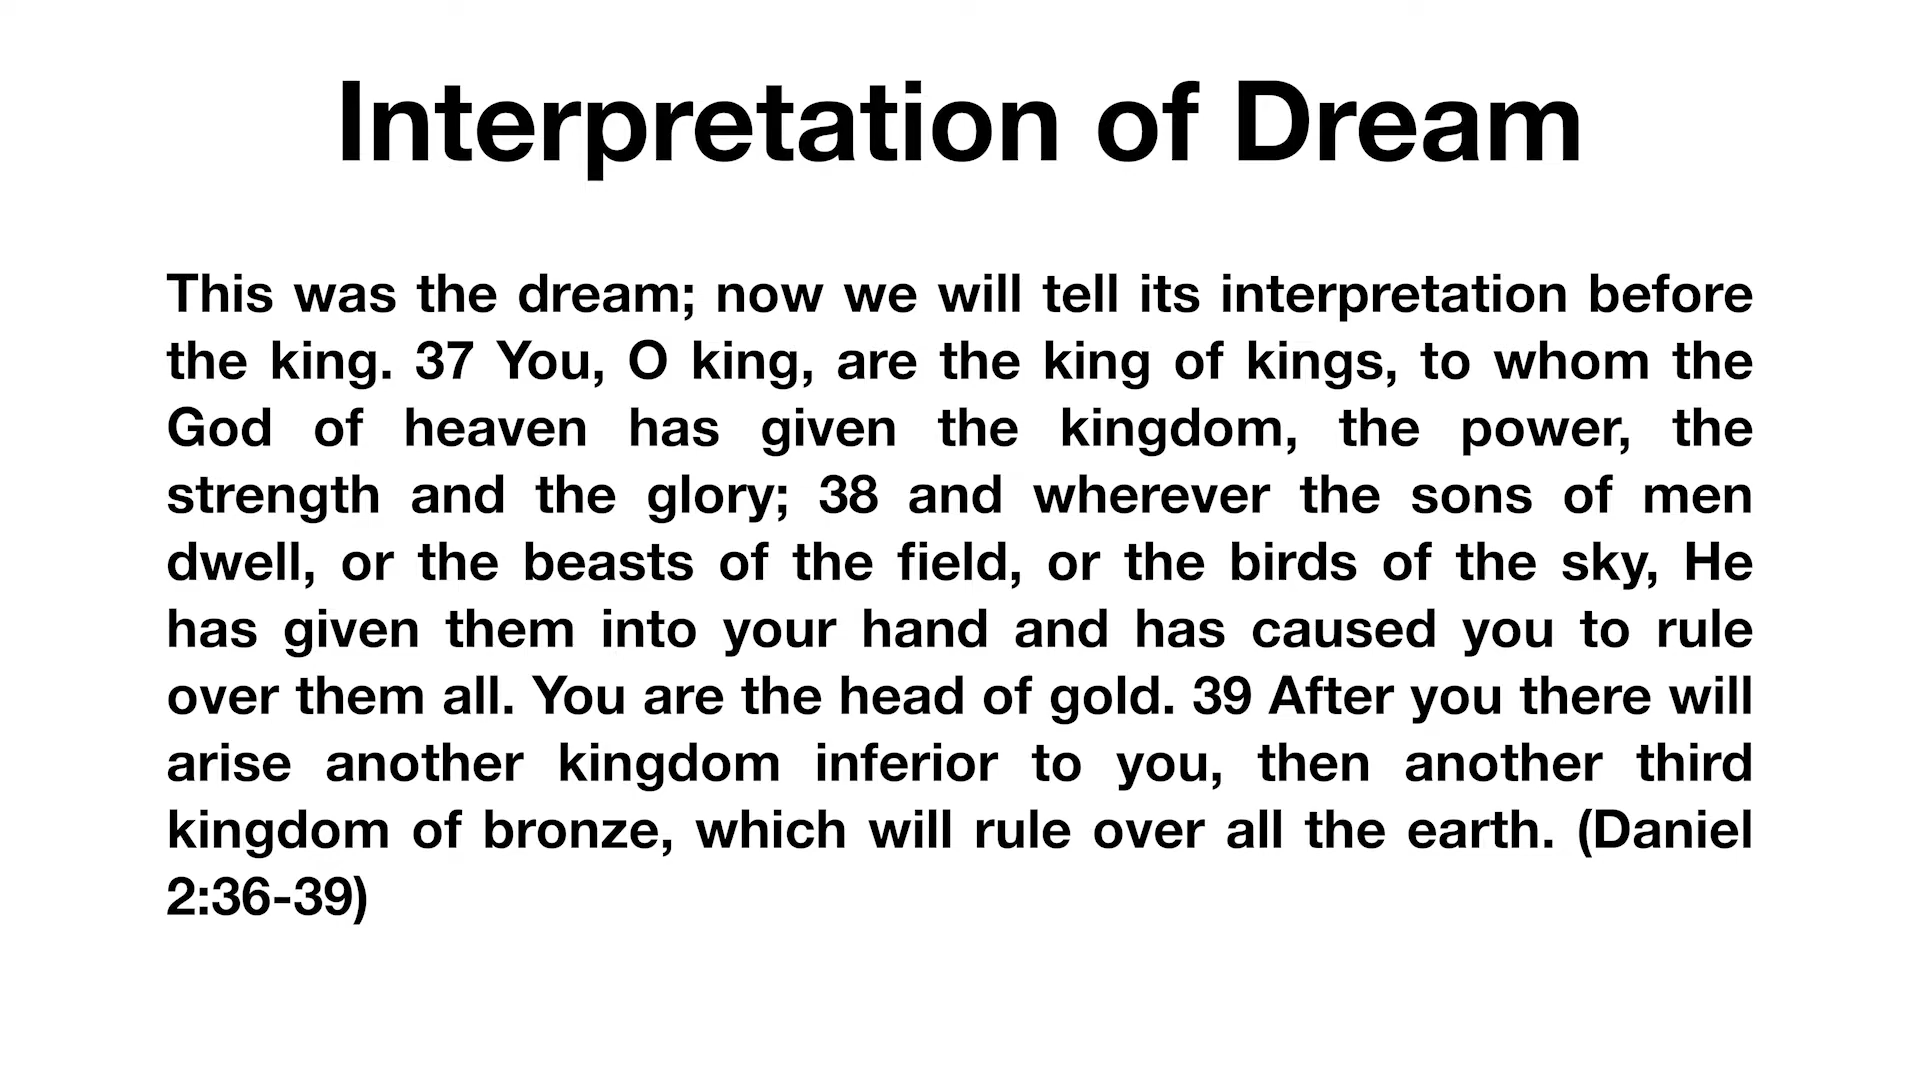 Interpretation of Dream
This was the dream; now we will tell its interpretation before
the king. 37 You, O king, are the king of kings, to whom the
God of heaven has given the kingdom, the power, the
strength and the glory; 38 and wherever the sons of men
dwell, or the beasts of the field, or the birds of the sky, He
has given them into your hand and has caused you to rule
over them all. You are the head of gold. 39 After you there will
arise another kingdom inferior to you, then another third
kingdom of bronze, which will rule over all the earth. (Daniel
2:36-39)